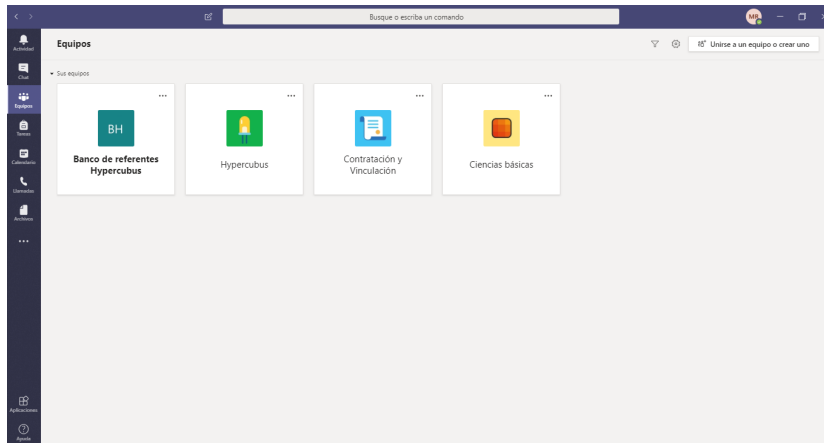 Busque o escriba un comando
MR
Actividad
Chat
Equipos
Tareas
Calendario
Llamadas
Archivos
Aplicaciones
Ayuda
Equipos
Unirse a un equipo o crear uno
Sus equipos
BH
Banco de referentes
Hypercubus
Hypercubus
Contratación y
Vinculación
Ciencias básicas